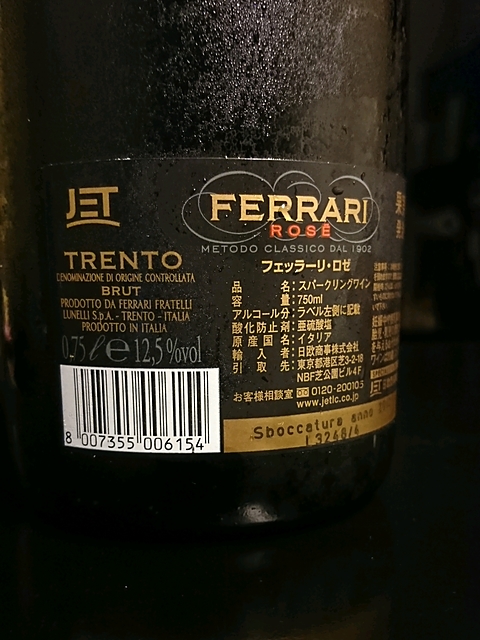 JET
TRENTO
DENOMINAZIONE DI ORIGINE CONTROLLATA
BRUT
PRODOTTO DA FERRARI FRATELLI
LUNELLI S.p.A. - TRENTO - ITALIA
PRODOTTO IN ITALIA
0.75 l e 12,5 %vol
8 007355 006154
FERRARI
ROSÉ
METODO CLASSICO DAL 1902
フェッラーリ・ロゼ
品 名:スパークリングワイン
容 量:750ml
アルコール分:ラベル左側に記載
酸化防止剤:亜硫酸塩
原産国:イタリア
輸入者:日欧商事株式会社
引取先:東京都港区芝3-2-18
NBF芝公園ビル4F
お客様相談室 0120-200105
www.jetlc.co.jp
Sboccatura anno
L3248/4